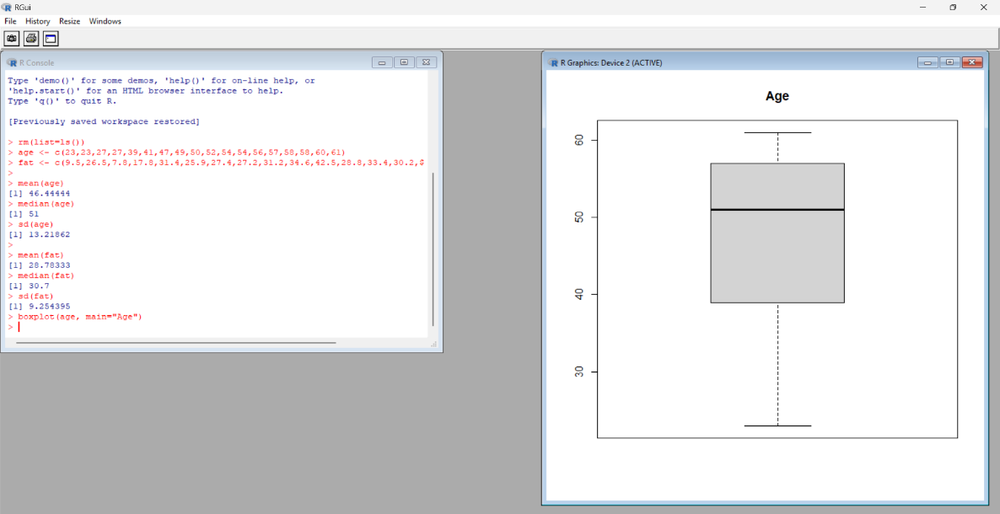 RGui
File History Resize Windows
R Console
Type 'demo()' for some demos, 'help()' for on-line help, or
'help.start()' for an HTML browser interface to help.
Type 'q()' to quit R.
[Previously saved workspace restored]
> rm(list=ls())
> age <- c(23,23,27,27,39,41,47,49,50,52,54,54,56,57,58,58,60,61)
> fat <- c(9.5,26.5,7.8,17.8,31.4,25.9,27.4,27.2,31.2,34.6,42.5,28.8,33.4,30.2,$
>
> mean(age)
[1] 46.44444
> median(age)
[1] 51
> sd(age)
[1] 13.21862
>
> mean(fat)
[1] 28.78333
> median(fat)
[1] 30.7
> sd(fat)
[1] 9.254395
> boxplot(age, main="Age")
>
R Graphics: Device 2 (ACTIVE)
Age
60
50
40
30